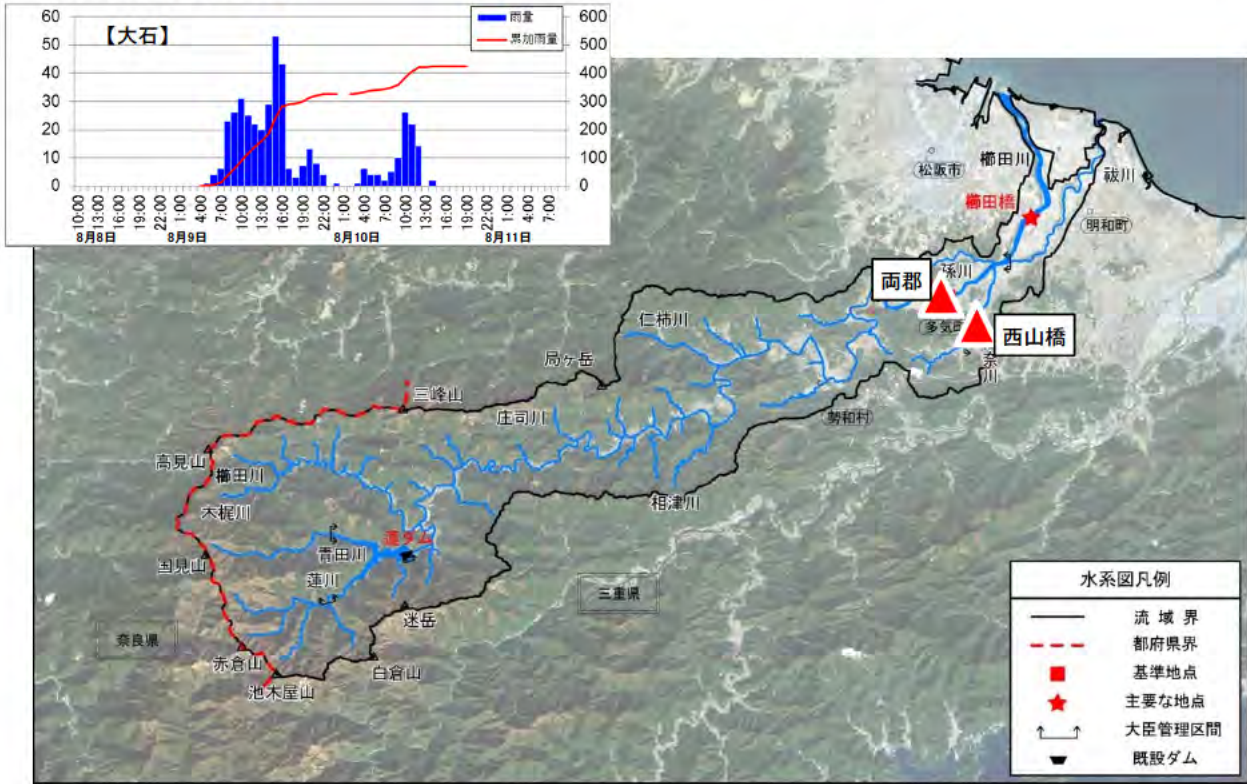 【大石】
雨量
累加雨量
60
50
40
30
20
10
0
600
500
400
300
200
100
0
10:00
13:00
16:00
19:00
22:00
1:00
4:00
7:00
10:00
13:00
16:00
19:00
22:00
1:00
4:00
7:00
10:00
13:00
16:00
19:00
22:00
1:00
4:00
7:00
8月8日
8月9日
8月10日
8月11日
櫛田川
松阪市
祓川
櫛田橋
明和町
孫川
両郡
多気町
西山橋
奈川
仁柿川
局ヶ岳
三峰山
庄司川
勢和村
高見山
櫛田川
木梶川
相津川
蓮ダム
青田川
国見山
蓮川
三重県
迷岳
奈良県
赤倉山
白倉山
池木屋山
水系図凡例
流域界
都府県界
基準地点
主要な地点
大臣管理区間
既設ダム